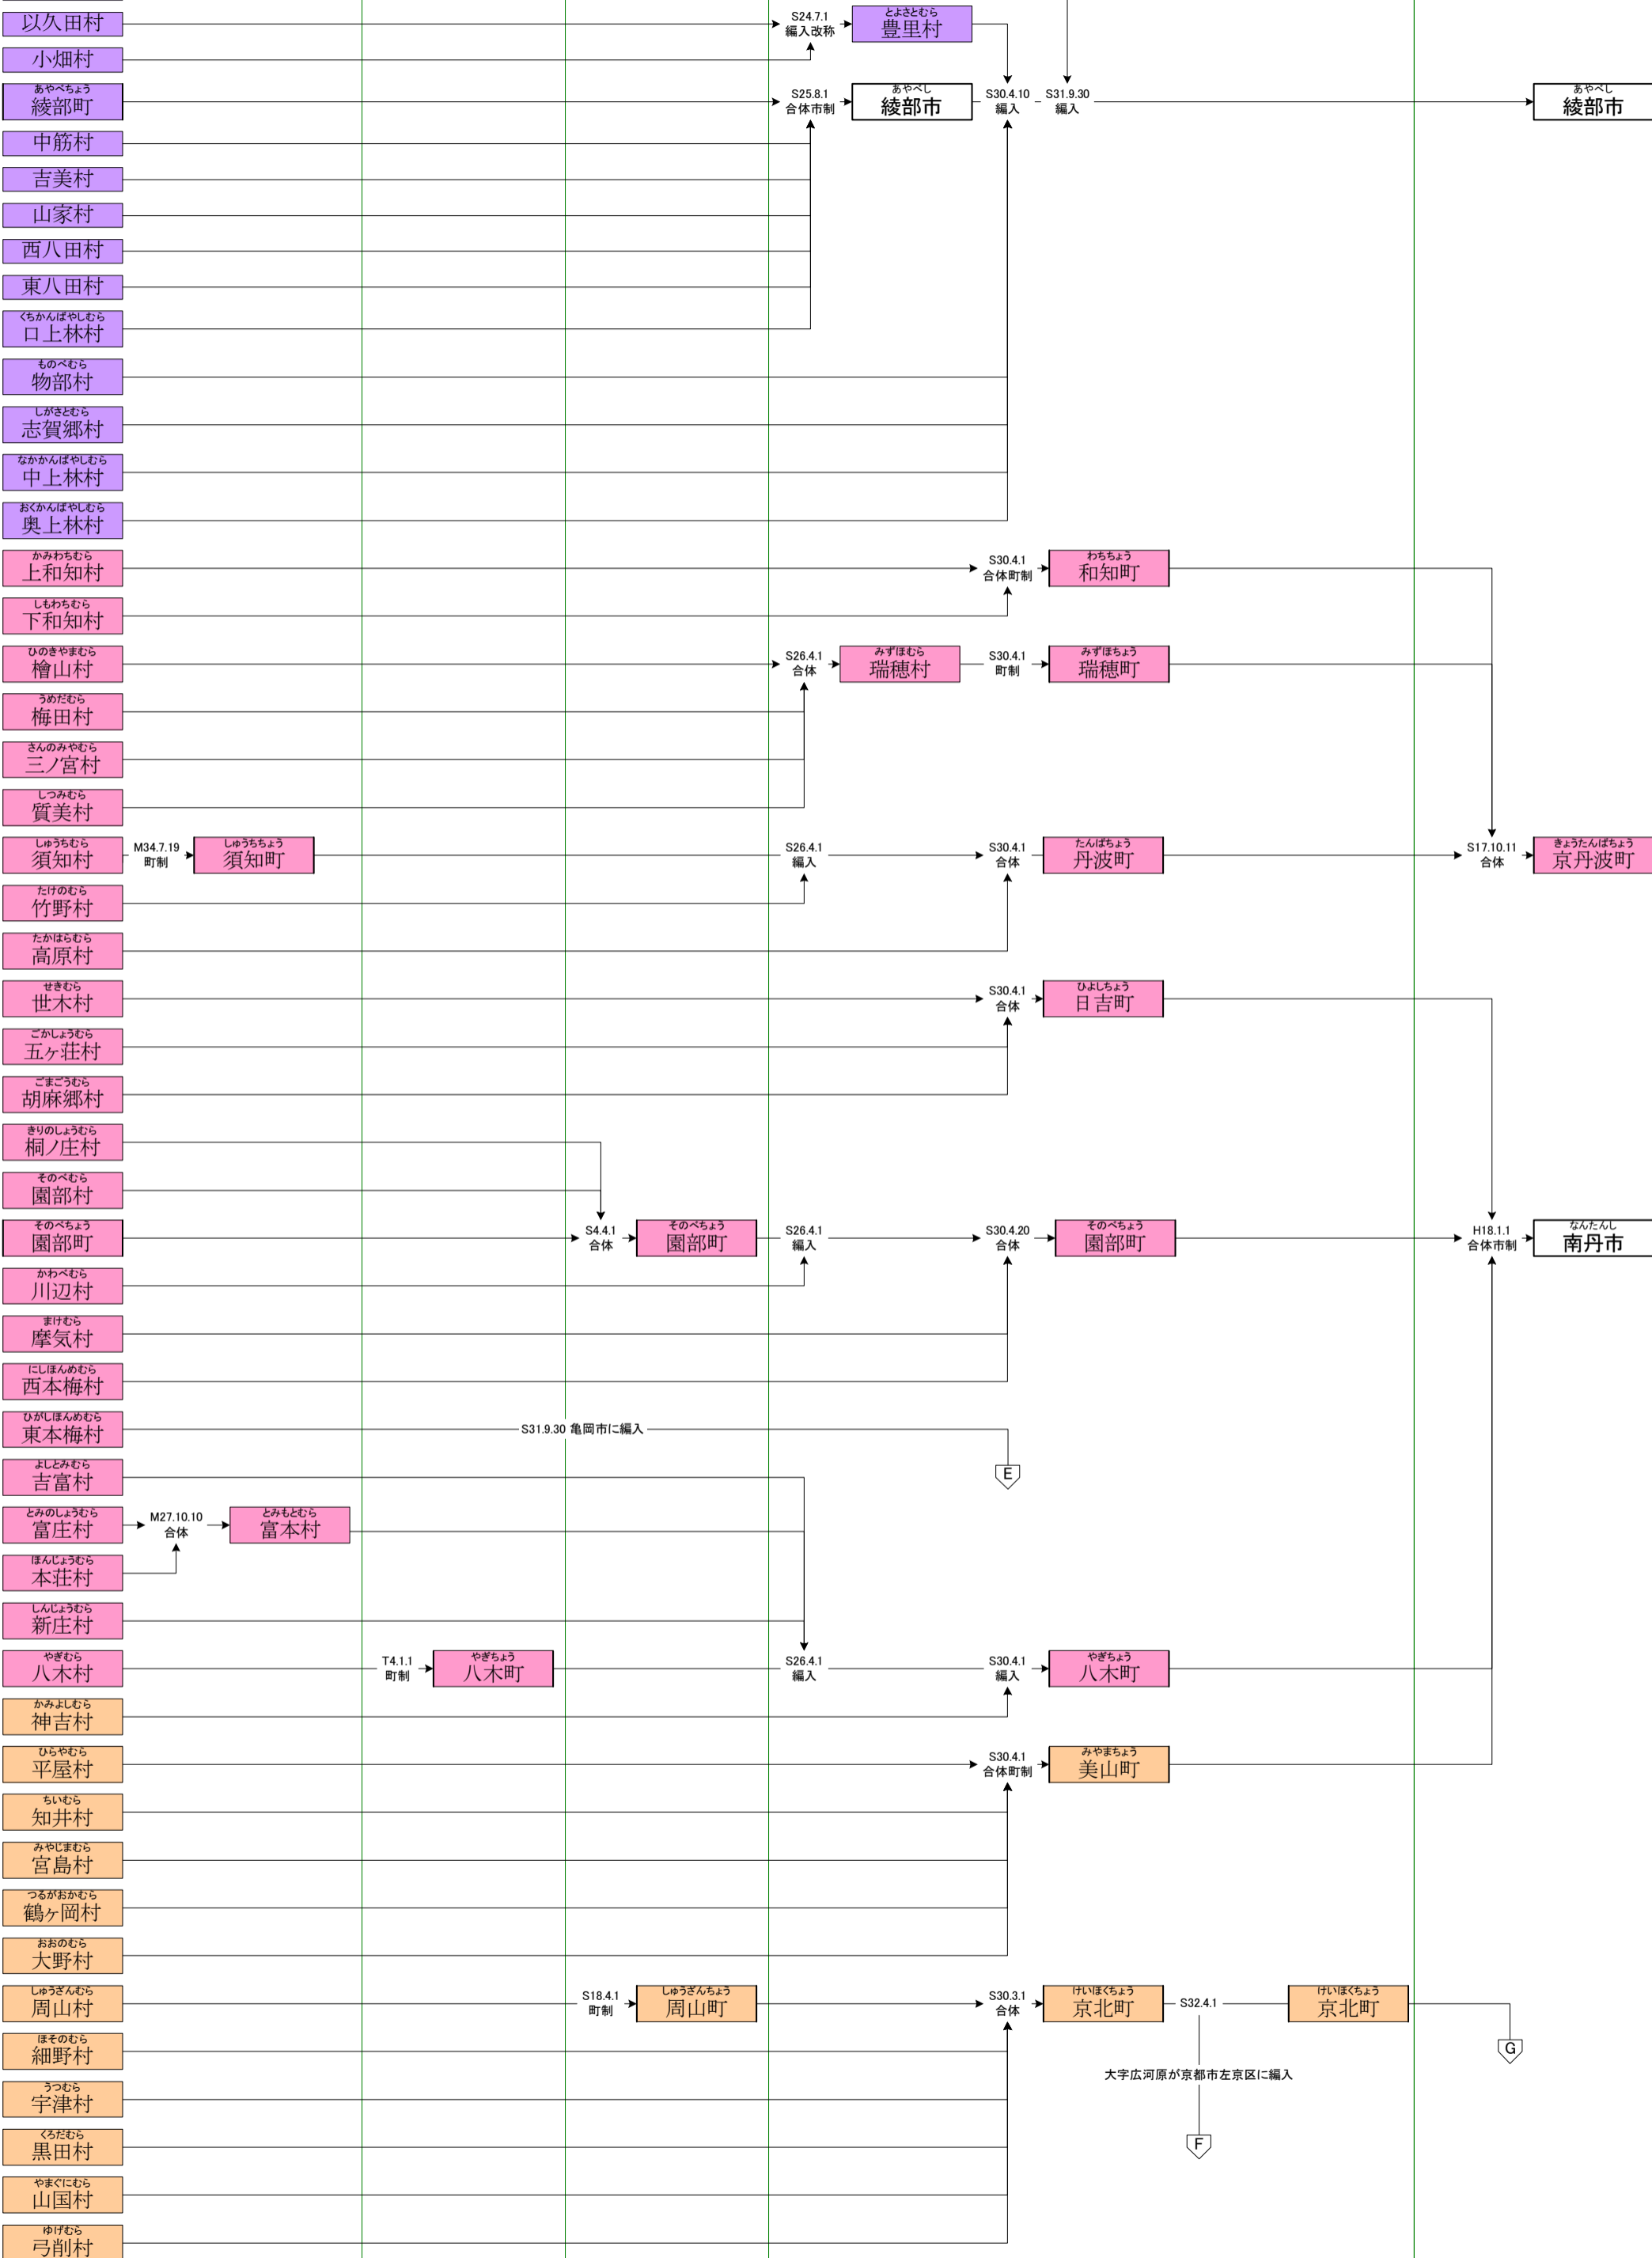 以久田村
S24.7.1
編入改称
とよさとむら
豊里村
小畑村
あやべちょう
綾部町
S25.8.1
合体市制
あやべし
綾部市
S30.4.10
編入
S31.9.30
編入
あやべし
綾部市
中筋村
吉美村
山家村
西八田村
東八田村
くちかんばやしむら
口上林村
ものべむら
物部村
しがさとむら
志賀郷村
なかかんばやしむら
中上林村
おくかんばやしむら
奥上林村
かみわちむら
上和知村
S30.4.1
合体町制
わちちょう
和知町
しもわちむら
下和知村
ひのきやまむら
檜山村
S26.4.1
合体
みずほむら
瑞穂村
S30.4.1
町制
みずほちょう
瑞穂町
うめだむら
梅田村
さんのみやむら
三ノ宮村
しつみむら
質美村
しゅうちむら
須知村
M34.7.19
町制
しゅうちちょう
須知町
S26.4.1
編入
S30.4.1
合体
たんばちょう
丹波町
S17.10.11
合体
きょうたんばちょう
京丹波町
たけのむら
竹野村
たかはらむら
高原村
せきむら
世木村
S30.4.1
合体
ひよしちょう
日吉町
ごかしょうむら
五ヶ荘村
ごまごうむら
胡麻郷村
きりのしょうむら
桐ノ庄村
そのべむら
園部村
そのべちょう
園部町
S4.4.1
合体
そのべちょう
園部町
S26.4.1
編入
S30.4.20
合体
そのべちょう
園部町
H18.1.1
合体市制
なんたんし
南丹市
かわべむら
川辺村
まけむら
摩気村
にしほんめむら
西本梅村
ひがしほんめむら
東本梅村
S31.9.30 亀岡市に編入
E
よしとみむら
吉富村
とみのしょうむら
富庄村
M27.10.10
合体
とみもとむら
富本村
ほんじょうむら
本荘村
しんじょうむら
新庄村
やぎむら
八木村
T4.1.1
町制
やぎちょう
八木町
S26.4.1
編入
S30.4.1
編入
やぎちょう
八木町
かみよしむら
神吉村
ひらやむら
平屋村
S30.4.1
合体町制
みやまちょう
美山町
ちいむら
知井村
みやじまむら
宮島村
つるがおかむら
鶴ヶ岡村
おおのむら
大野村
しゅうざんむら
周山村
S18.4.1
町制
しゅうざんちょう
周山町
S30.3.1
合体
けいほくちょう
京北町
S32.4.1
けいほくちょう
京北町
G
ほそのむら
細野村
大字広河原が京都市左京区に編入
うつむら
宇津村
くろだむら
黒田村
F
やまぐにむら
山国村
ゆげむら
弓削村